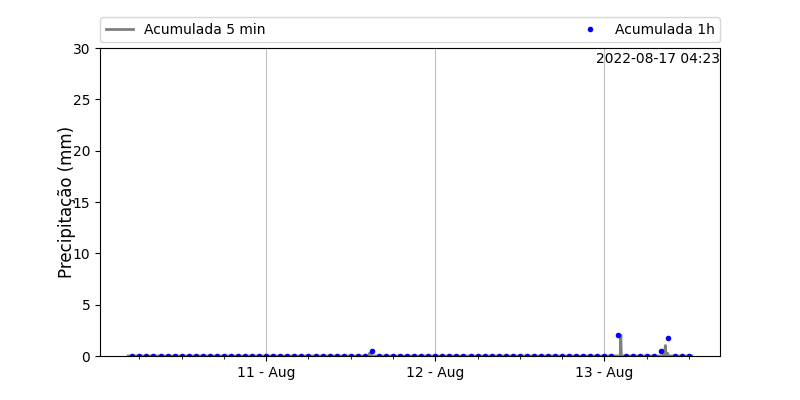 Acumulada 5 min
Acumulada 1h
2022-08-17 04:23
Precipitação (mm)
30
25
20
15
10
5
0
11 - Aug
12 - Aug
13 - Aug